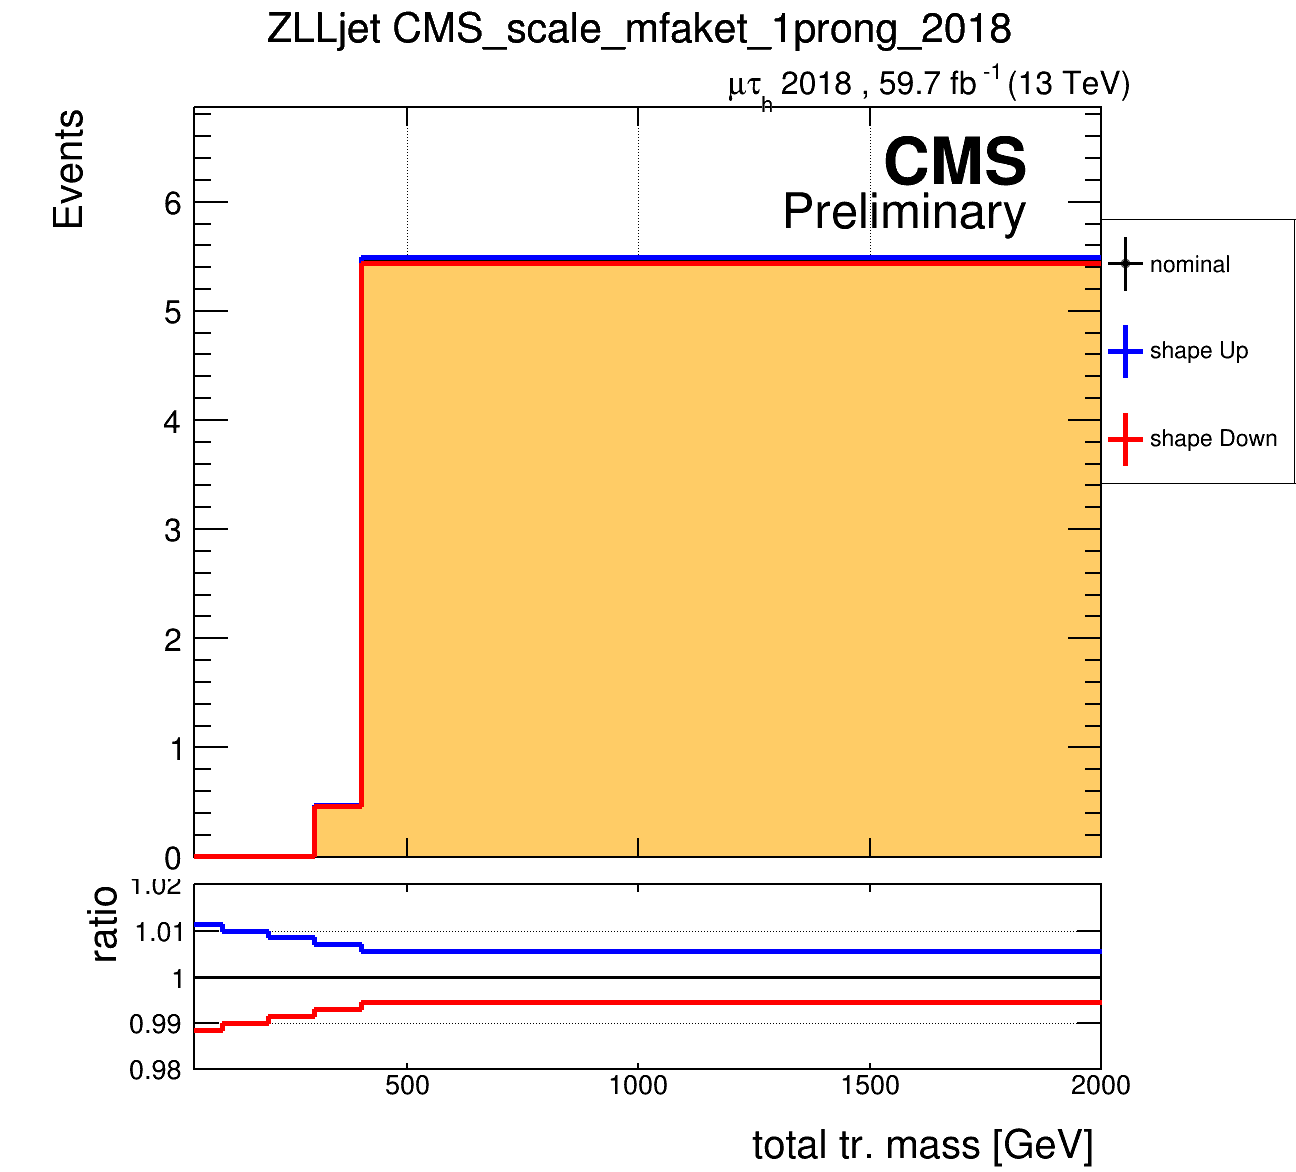 ZLLjet CMS_scale_mfaket_1prong_2018
μτh 2018 , 59.7 fb-1 (13 TeV)
Events
CMS
Preliminary
6
5
4
3
2
1
0
nominal
shape Up
shape Down
ratio
1.02
1.01
1
0.99
0.98
500 1000 1500 2000
total tr. mass [GeV]